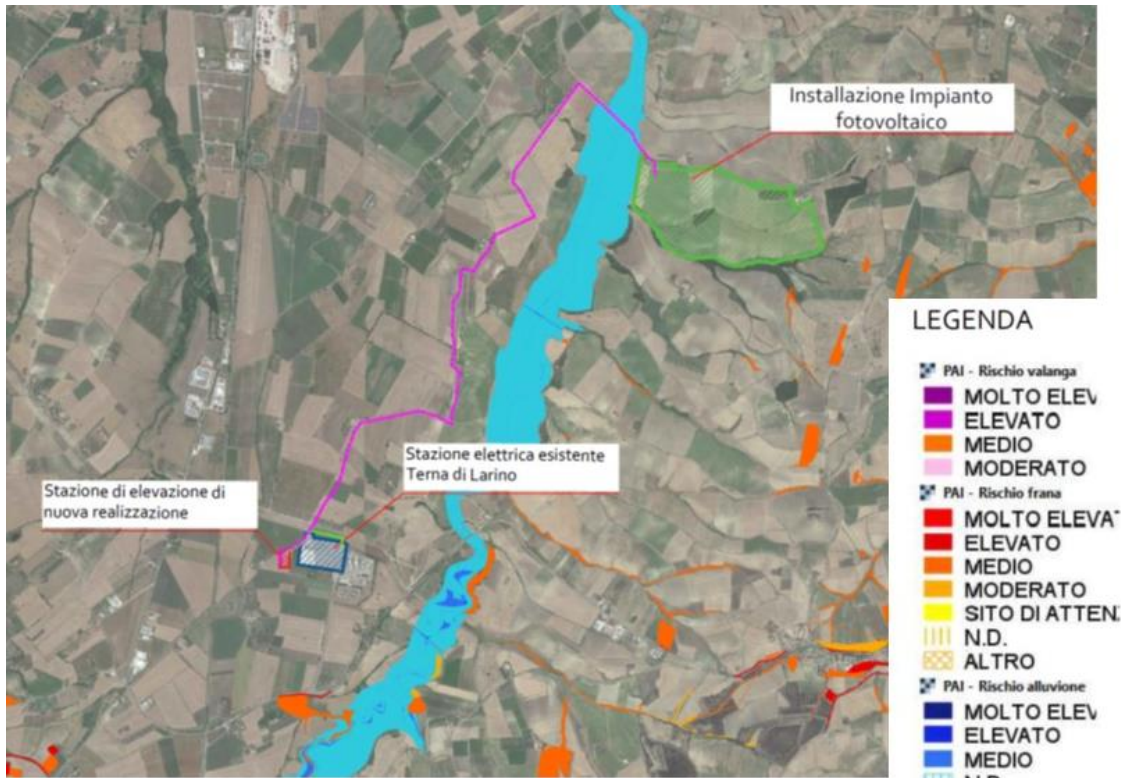 Installazione Impianto
fotovoltaico
Stazione elettrica esistente
Terna di Larino
Stazione di elevazione di
nuova realizzazione
LEGENDA
PAI - Rischio valanga
MOLTO ELEV
ELEVATO
MEDIO
MODERATO
PAI - Rischio frana
MOLTO ELEVA
ELEVATO
MEDIO
MODERATO
SITO DI ATTEN
N.D.
ALTRO
PAI - Rischio alluvione
MOLTO ELEV
ELEVATO
MEDIO
N.D.